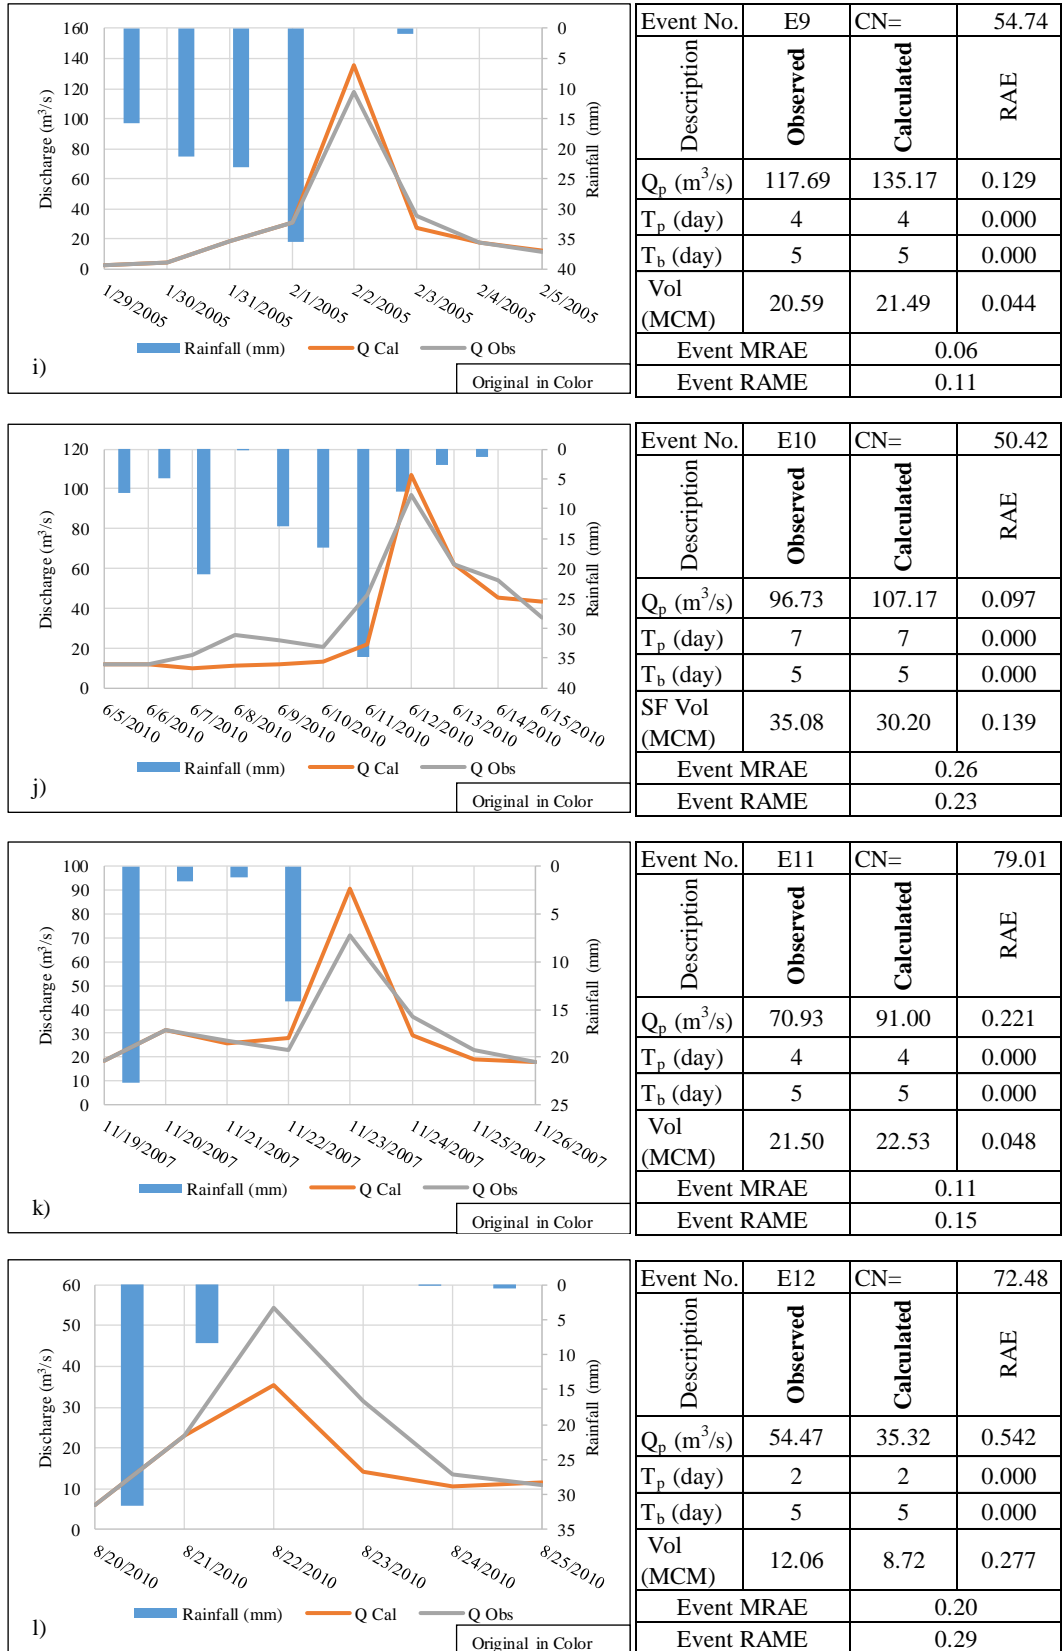 160
140
120
100
80
60
40
20
0
Discharge (m³/s)
0
5
10
15
20
25
30
35
40
Rainfall (mm)
1/29/2005
1/30/2005
1/31/2005
2/1/2005
2/2/2005
2/3/2005
2/4/2005
2/5/2005
Rainfall (mm) Q Cal Q Obs
i)
Original in Color
Event No. E9 CN= 54.74
Description Observed Calculated RAE
Qp (m³/s) 117.69 135.17 0.129
Tp (day) 4 4 0.000
Tb (day) 5 5 0.000
Vol
(MCM) 20.59 21.49 0.044
Event MRAE 0.06
Event RAME 0.11
120
100
80
60
40
20
0
Discharge (m³/s)
0
5
10
15
20
25
30
35
40
Rainfall (mm)
6/5/2010
6/6/2010
6/7/2010
6/8/2010
6/9/2010
6/10/2010
6/11/2010
6/12/2010
6/13/2010
6/14/2010
6/15/2010
Rainfall (mm) Q Cal Q Obs
j)
Original in Color
Event No. E10 CN= 50.42
Description Observed Calculated RAE
Qp (m³/s) 96.73 107.17 0.097
Tp (day) 7 7 0.000
Tb (day) 5 5 0.000
SF Vol
(MCM) 35.08 30.20 0.139
Event MRAE 0.26
Event RAME 0.23
100
90
80
70
60
50
40
30
20
10
0
Discharge (m³/s)
0
5
10
15
20
25
Rainfall (mm)
11/19/2007
11/20/2007
11/21/2007
11/22/2007
11/23/2007
11/24/2007
11/25/2007
11/26/2007
Rainfall (mm) Q Cal Q Obs
k)
Original in Color
Event No. E11 CN= 79.01
Description Observed Calculated RAE
Qp (m³/s) 70.93 91.00 0.221
Tp (day) 4 4 0.000
Tb (day) 5 5 0.000
Vol
(MCM) 21.50 22.53 0.048
Event MRAE 0.11
Event RAME 0.15
60
50
40
30
20
10
0
Discharge (m³/s)
0
5
10
15
20
25
30
35
Rainfall (mm)
8/20/2010
8/21/2010
8/22/2010
8/23/2010
8/24/2010
8/25/2010
Rainfall (mm) Q Cal Q Obs
l)
Original in Color
Event No. E12 CN= 72.48
Description Observed Calculated RAE
Qp (m³/s) 54.47 35.32 0.542
Tp (day) 2 2 0.000
Tb (day) 5 5 0.000
Vol
(MCM) 12.06 8.72 0.277
Event MRAE 0.20
Event RAME 0.29